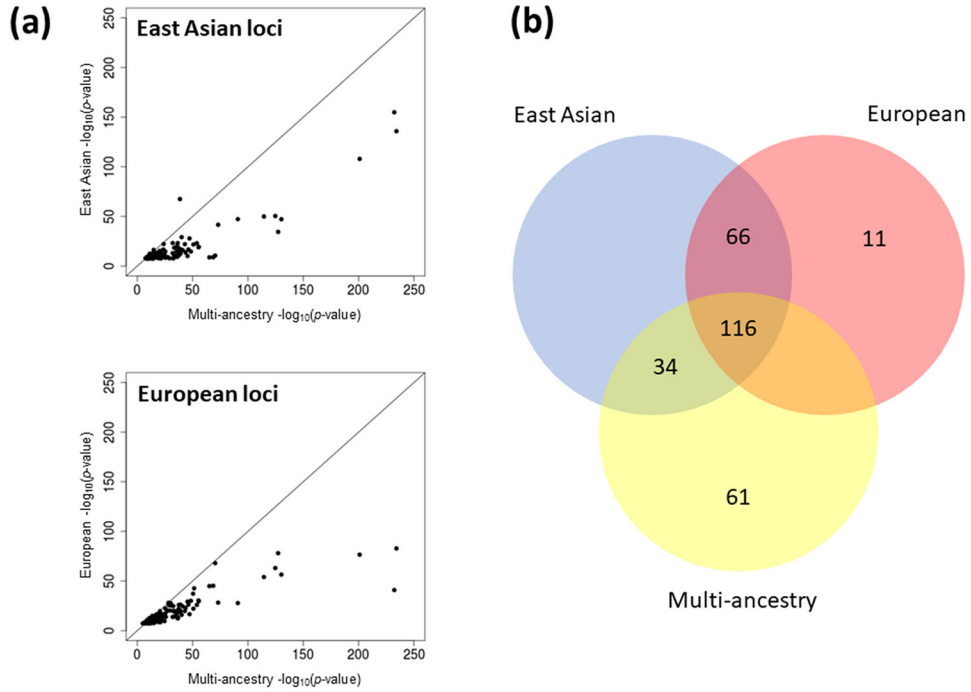 (a)
East Asian loci
250
200
150
100
50
0
East Asian -log10(p-value)
0 50 100 150 200 250
Multi-ancestry -log10(p-value)
European loci
250
200
150
100
50
0
European -log10(p-value)
0 50 100 150 200 250
Multi-ancestry -log10(p-value)
(b)
East Asian
European
66
11
116
34
61
Multi-ancestry